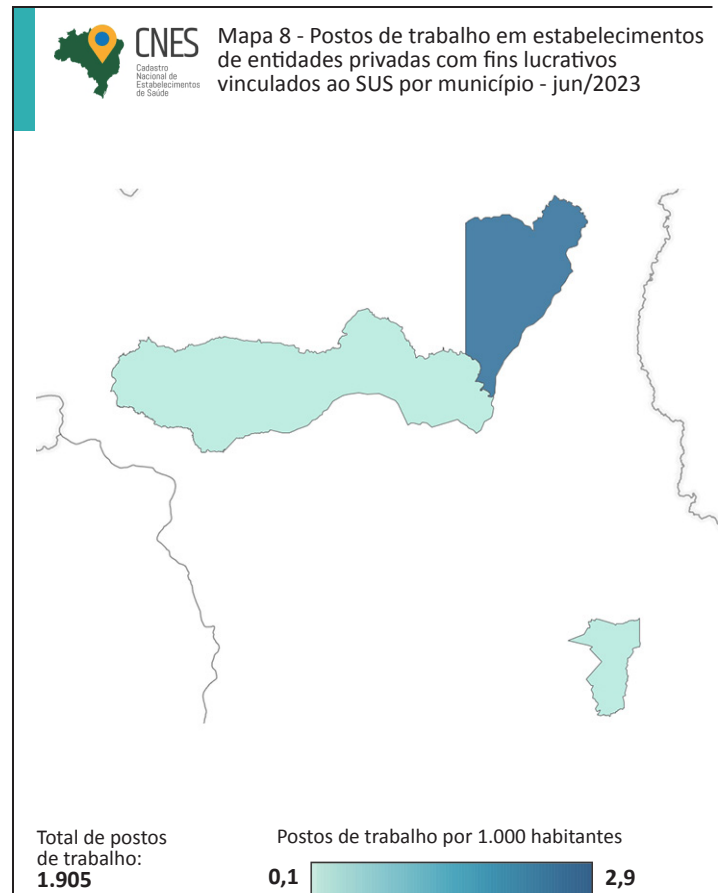 CNES
Cadastro
Nacional de
Estabelecimentos
de Saúde
Mapa 8 - Postos de trabalho em estabelecimentos
de entidades privadas com fins lucrativos
vinculados ao SUS por município - jun/2023
Total de postos
de trabalho:
1.905
Postos de trabalho por 1.000 habitantes
0,1
2,9